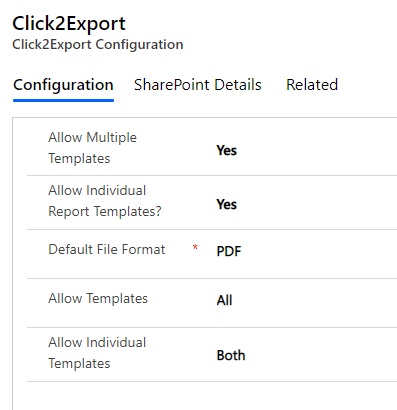 Click2Export
Click2Export Configuration
Configuration SharePoint Details Related
Allow Multiple
Templates
Yes
Allow Individual
Report Templates?
Yes
Default File Format * PDF
Allow Templates All
Allow Individual
Templates
Both